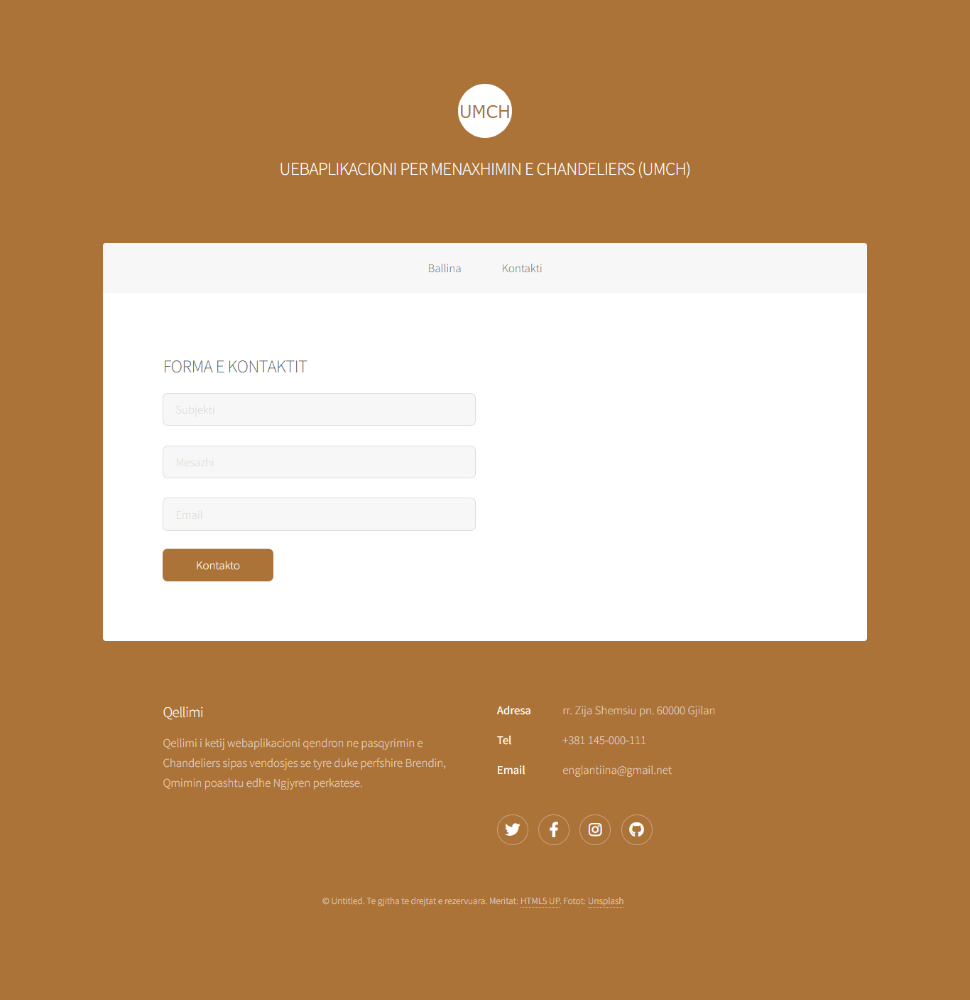 UMCH
UEBAPLIKACIONI PER MENAXHIMIN E CHANDELIERS (UMCH)
Ballina
Kontakti
FORMA E KONTAKTIT
Subjekti
Mesazhi
Email
Kontakto
Qellimi
Qellimi i ketij webaplikacioni qendron ne pasqyrimin e
Chandeliers sipas vendosjes se tyre duke perfshire Brendin,
Qmimin poashtu edhe Ngjyren perkatese.
Adresa rr. Zija Shemsiu pn. 60000 Gjilan
Tel +381 145-000-111
Email englantiina@gmail.net
© Untitled. Te gjitha te drejtat e rezervuara. Meritat: HTML5 UP. Fotot: Unsplash